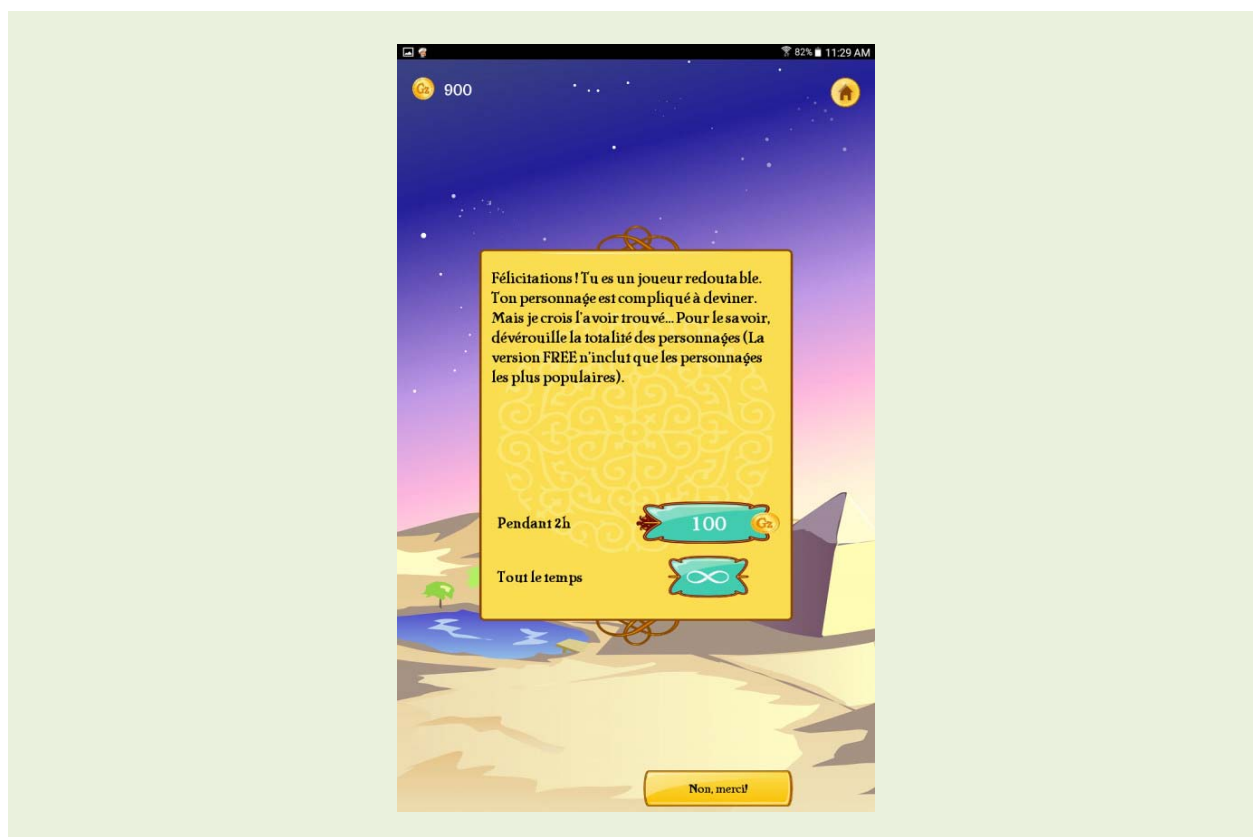 82% 11:29 AM
Gz 900
Félicitations ! Tu es un joueur redoutable.
Ton personnage est compliqué à deviner.
Mais je crois l'avoir trouvé... Pour le savoir,
dévérouille la totalité des personnages (La
version FREE n'inclut que les personnages
les plus populaires).
Pendant 2h 100 Gz
Tout le temps ∞
Non, merci!